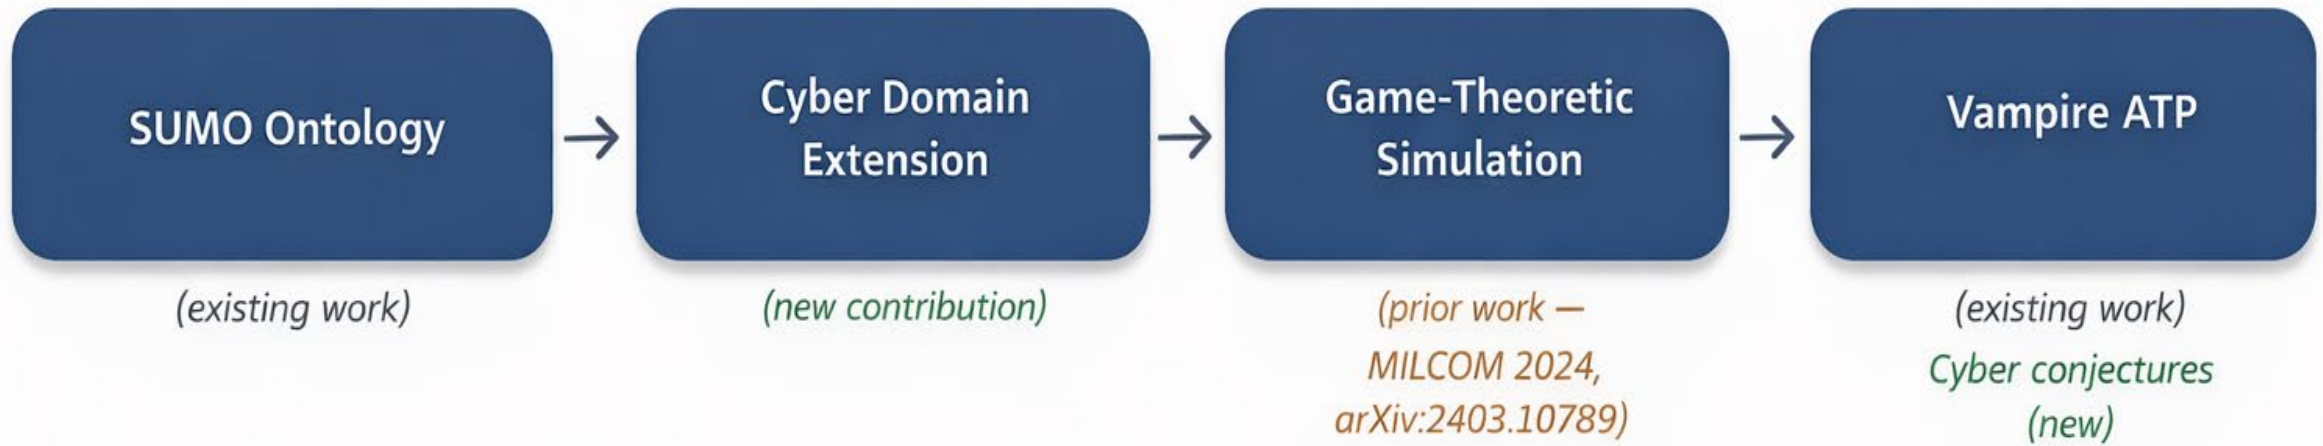 SUMO Ontology
→
Cyber Domain
Extension
→
Game-Theoretic
Simulation
→
Vampire ATP
(existing work)
(new contribution)
(prior work —
MILCOM 2024,
arXiv:2403.10789)
(existing work)
Cyber conjectures
(new)